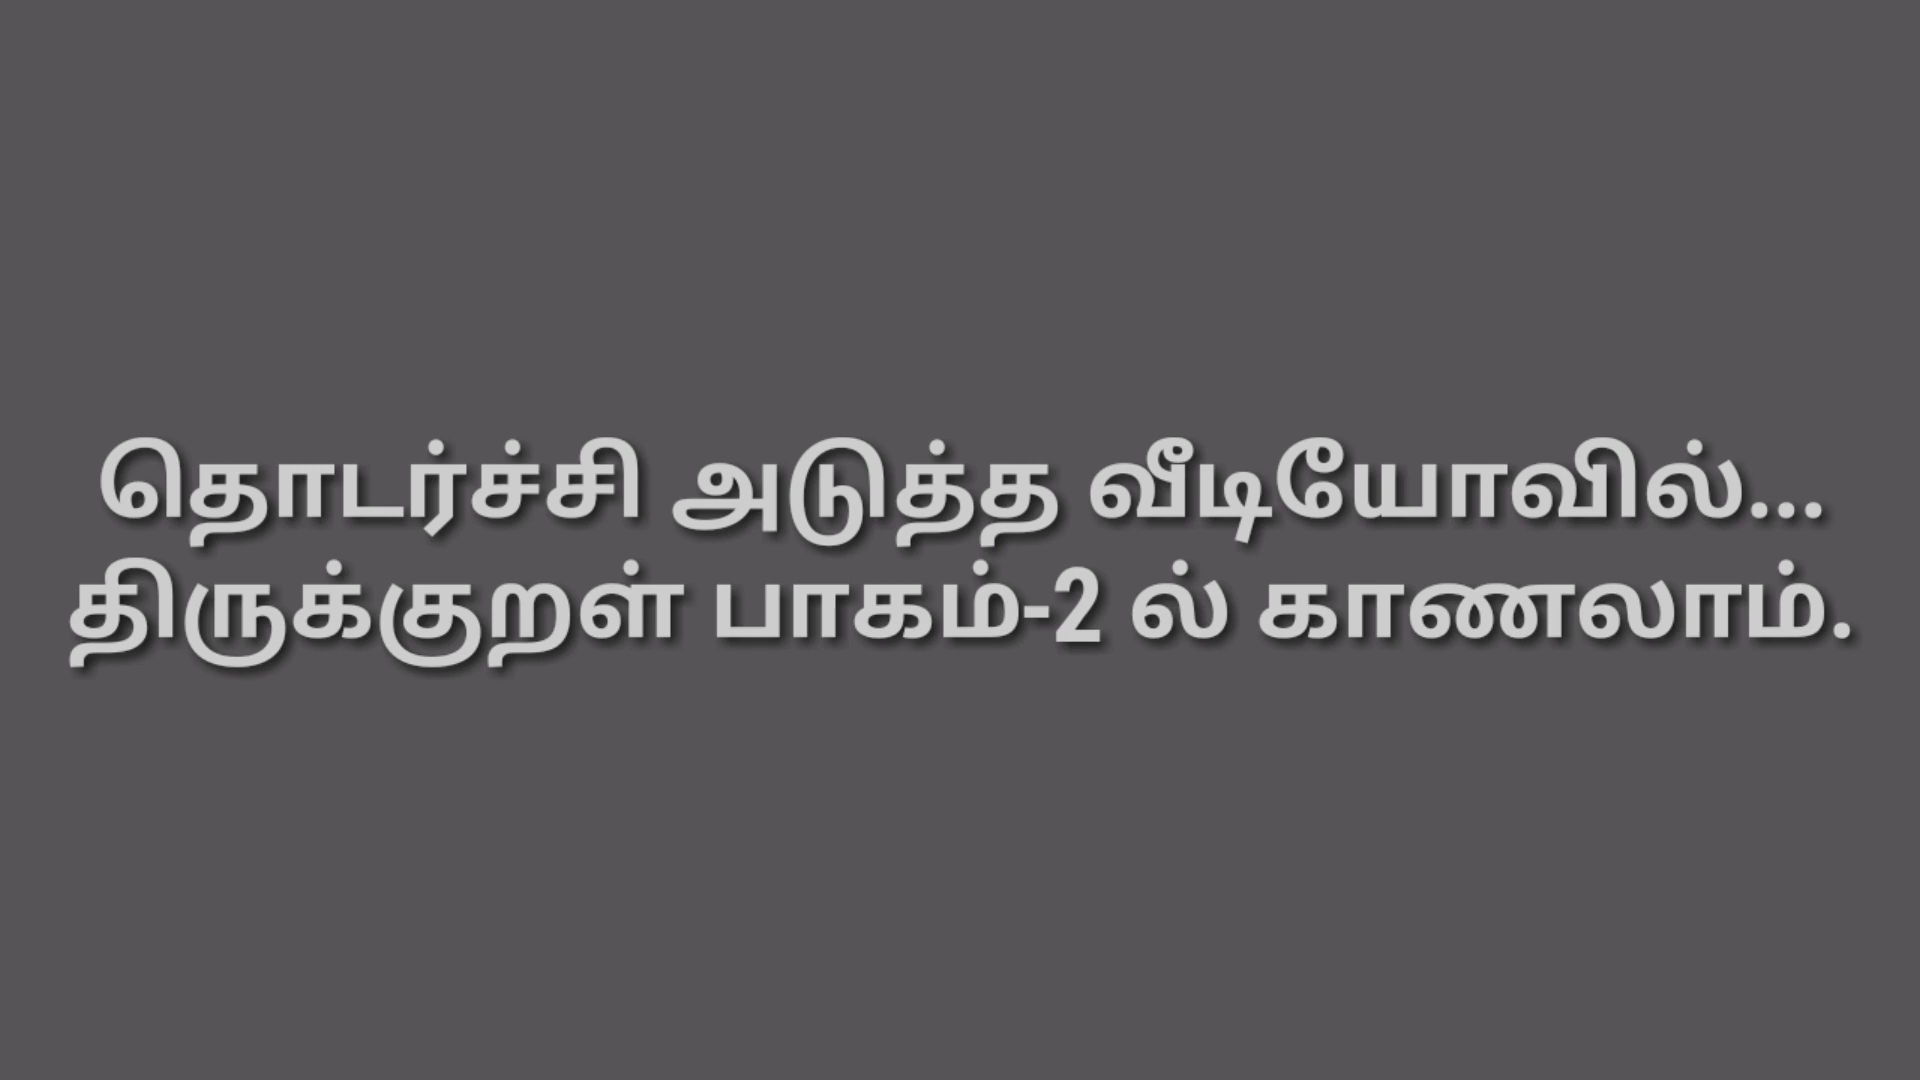 தொடர்ச்சி அடுத்த வீடியோவில்...
திருக்குறள் பாகம்-2 ல் காணலாம்.